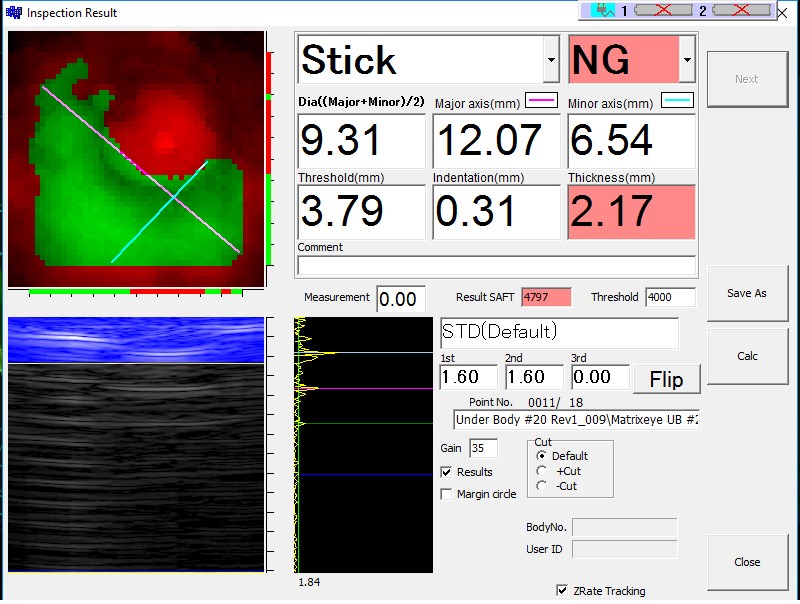 Inspection Result
1 2
Stick NG
Dia((Major+Minor)/2) Major axis(mm) Minor axis(mm)
9.31 12.07 6.54
Threshold(mm) Indentation(mm) Thickness(mm)
3.79 0.31 2.17
Comment
Next
Measurement 0.00 Result SAFT 4797 Threshold 4000
Save As
STD(Default)
1st 2nd 3rd
1.60 1.60 0.00 Flip
Calc
Point No. 0011/ 18
Under Body #20 Rev1_009\Matrixeye UB #2
Gain 35
Cut
Default
+Cut
-Cut
Results
Margin circle
BodyNo.
User ID
Close
1.84
ZRate Tracking